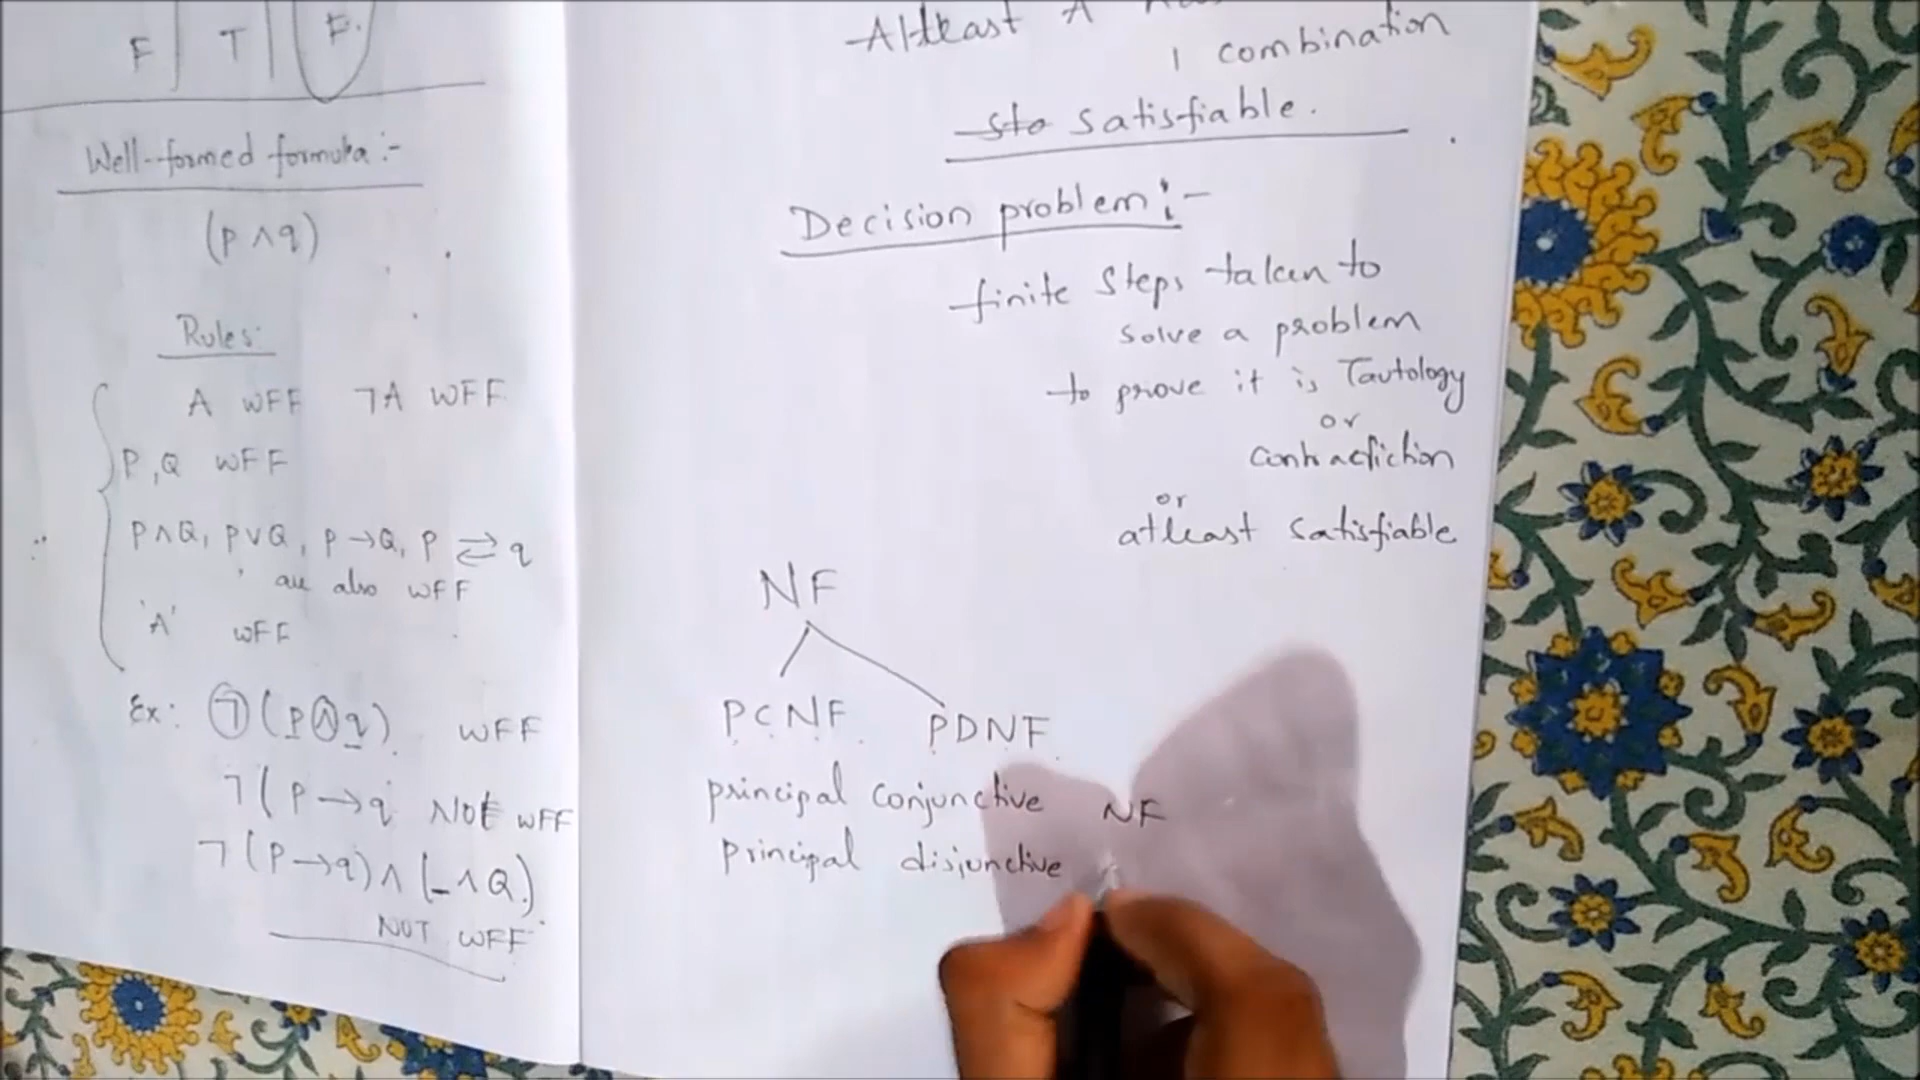 F T F.
Well-formed formula:-
(p ∧ q)
Rules:
A WFF ¬A WFF
P, Q WFF
P∧Q, P∨Q, P→Q, P ⇄ q
are also WFF
'A' WFF
Ex: ¬(p∧q). WFF
¬(P→q NOt WFF
¬(P→q)∧(_∧Q).
NOT WFF
Atleast A
1 combination
sto satisfiable.
Decision problem:-
finite steps taken to
solve a problem
to prove it is Tautology
or
contradiction
or
atleast satisfiable
NF
PCNF. PDNF.
principal conjunctive NF
principal disjunctive